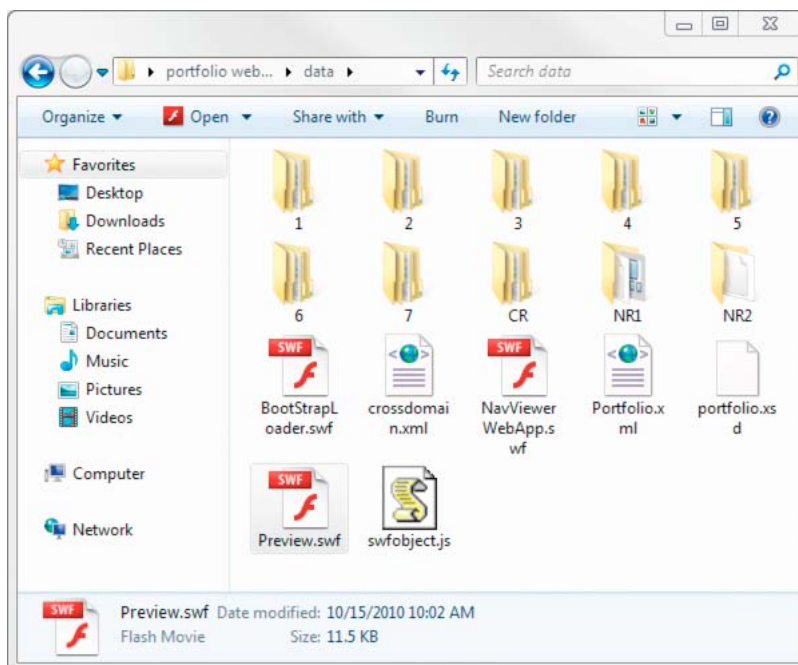 portfolio web... data Search data
Organize Open Share with Burn New folder
Favorites
Desktop
Downloads
Recent Places
Libraries
Documents
Music
Pictures
Videos
Computer
Network
1 2 3 4 5
6 7 CR NR1 NR2
SWF
BootStrapL
oader.swf
crossdomai
n.xml
SWF
NavViewer
WebApp.s
wf
Portfolio.x
ml
portfolio.xs
d
SWF
Preview.swf
swfobject.js
SWF
Preview.swf Date modified: 10/15/2010 10:02 AM
Flash Movie Size: 11.5 KB